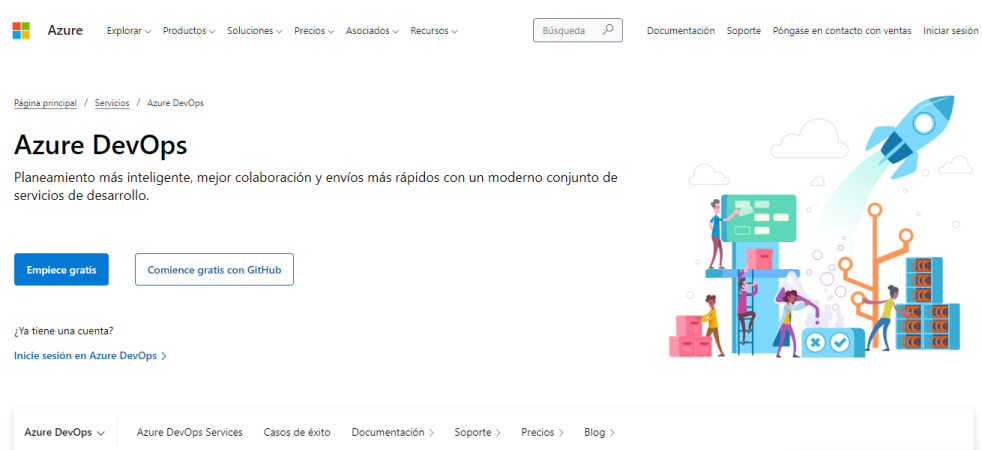 Azure Explorar Productos Soluciones Precios Asociados Recursos Búsqueda Documentación Soporte Póngase en contacto con ventas Iniciar sesión
Página principal / Servicios / Azure DevOps
Azure DevOps
Planeamiento más inteligente, mejor colaboración y envíos más rápidos con un moderno conjunto de
servicios de desarrollo.
Empiece gratis Comience gratis con GitHub
¿Ya tiene una cuenta?
Inicie sesión en Azure DevOps
Azure DevOps Azure DevOps Services Casos de éxito Documentación Soporte Precios Blog